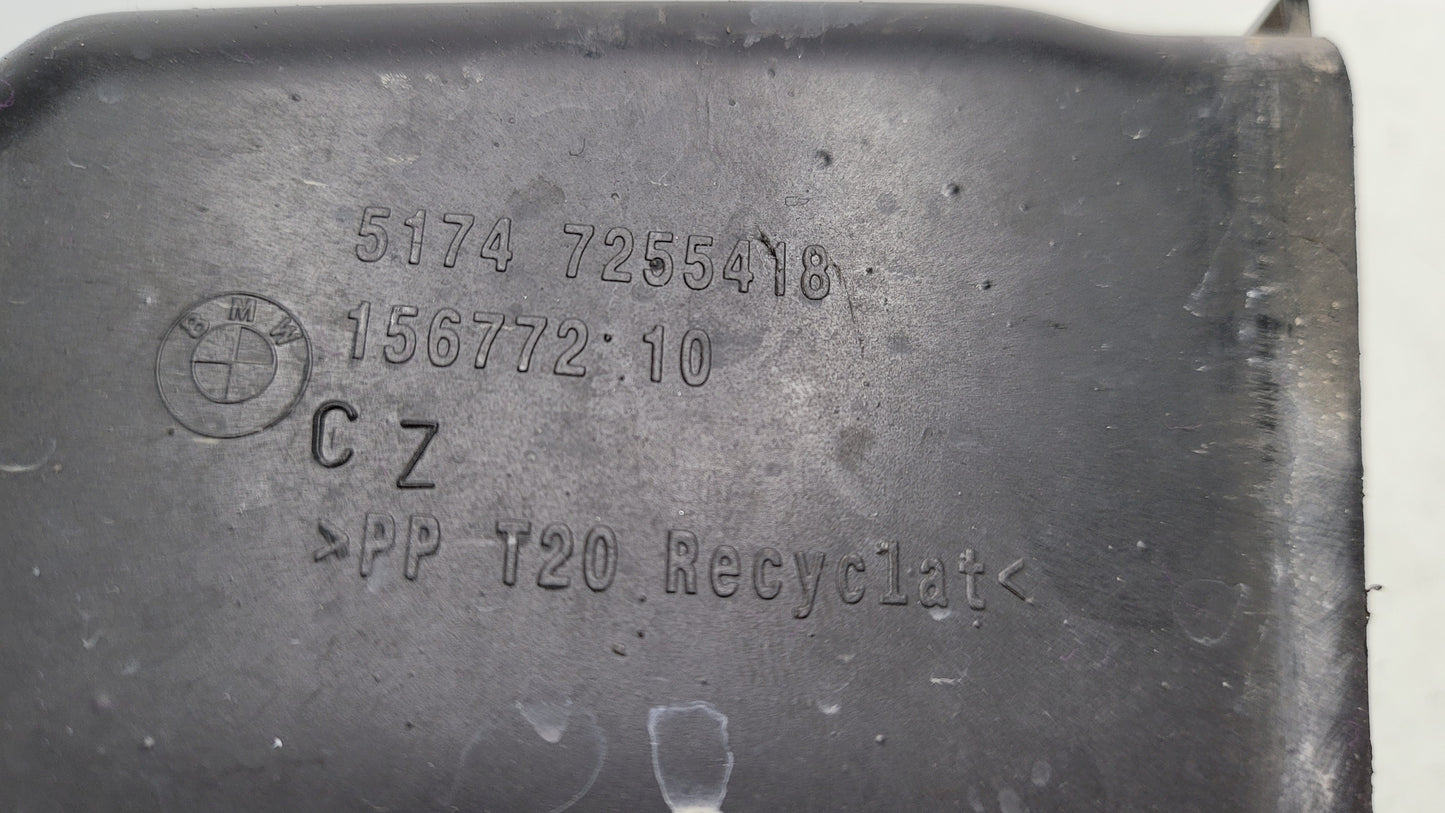 5174 7255418
BMW
156772 10
C Z
>PP T20 Recyclat<